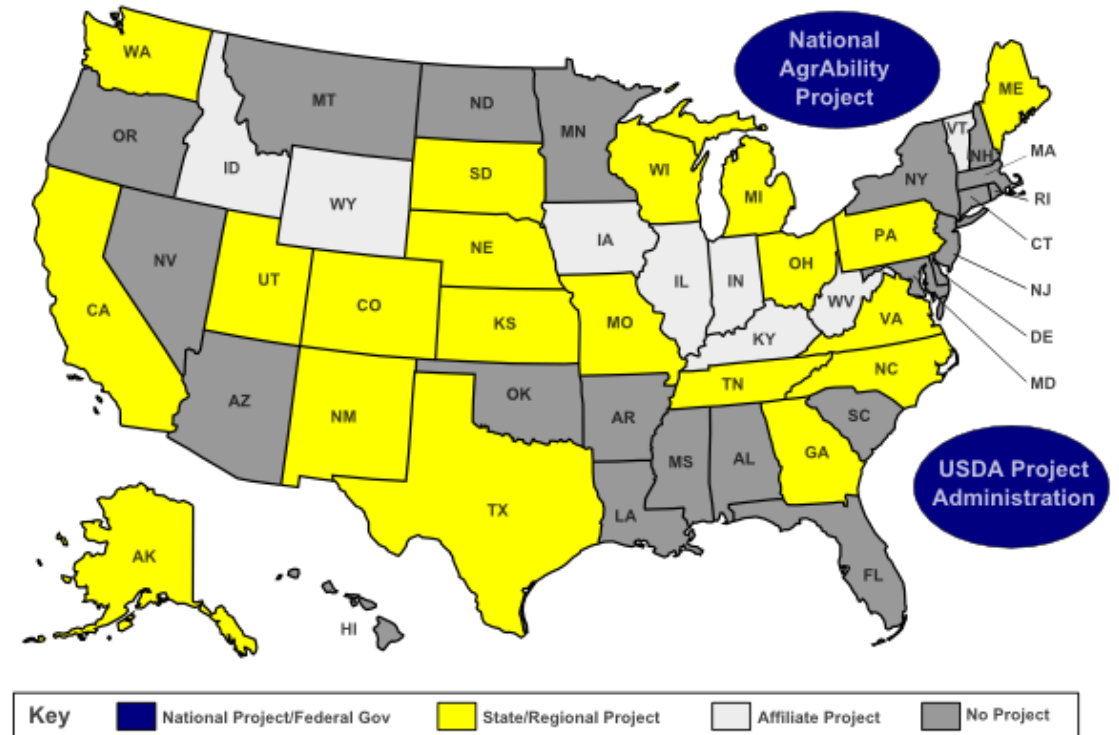 National
AgrAbility
Project
WA
MT
ND
MN
ME
VT
NH
MA
OR
ID
SD
WI
MI
NY
RI
WY
CT
IA
PA
NE
NV
UT
OH
NJ
CA
CO
IL
IN
WV
VA
DE
KS
MO
KY
MD
NC
TN
AZ
NM
OK
AR
SC
MS
AL
GA
USDA Project
Administration
TX
LA
AK
FL
HI
Key
National Project/Federal Gov
State/Regional Project
Affiliate Project
No Project